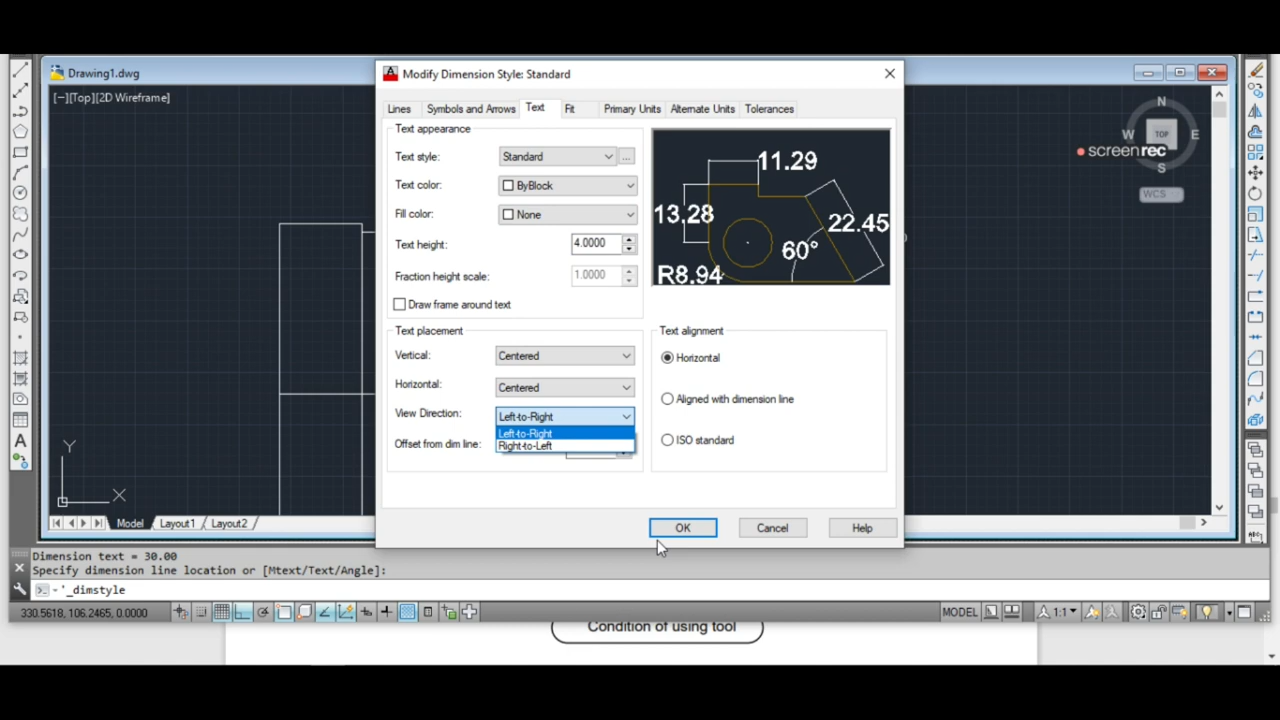 Drawing1.dwg
Modify Dimension Style: Standard
[−][Top][2D Wireframe]
Lines
Symbols and Arrows
Text
Fit
Primary Units
Alternate Units
Tolerances
Text appearance
Text style:
Standard
...
Text color:
ByBlock
Fill color:
None
Text height:
4.0000
Fraction height scale:
1.0000
Draw frame around text
11.29
13.28
22.45
60°
R8.94
N
W
TOP
E
S
screenrec
WCS
Text placement
Vertical:
Centered
Horizontal:
Centered
View Direction:
Left-to-Right
Left-to-Right
Right-to-Left
Offset from dim line:
Text alignment
Horizontal
Aligned with dimension line
ISO standard
OK
Cancel
Help
Y
X
Model
Layout1
Layout2
A
ABC
Dimension text = 30.00
Specify dimension line location or [Mtext/Text/Angle]:
'_dimstyle
330.5618, 106.2465, 0.0000
MODEL
1:1
Condition of using tool